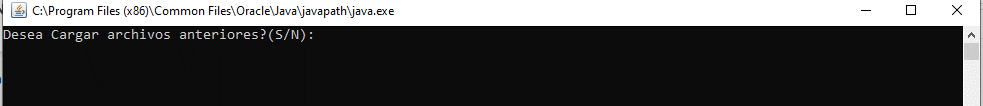 C:\Program Files (x86)\Common Files\Oracle\Java\javapath\java.exe
Desea Cargar archivos anteriores?(S/N):